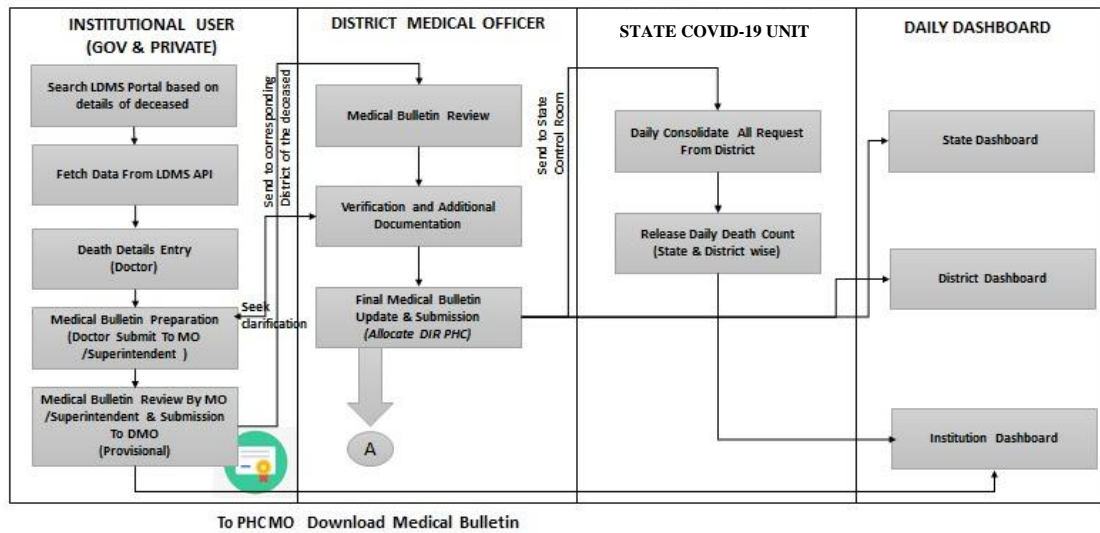 INSTITUTIONAL USER
(GOV & PRIVATE)
Search LDMS Portal based on
details of deceased
Fetch Data From LDMS API
Death Details Entry
(Doctor)
Medical Bulletin Preparation
(Doctor Submit To MO
/Superintendent )
Medical Bulletin Review By MO
/Superintendent & Submission
To DMO
(Provisional)
Send to corresponding
District of the deceased
Seek
clarification
DISTRICT MEDICAL OFFICER
Medical Bulletin Review
Verification and Additional
Documentation
Final Medical Bulletin
Update & Submission
(Allocate DIR PHC)
A
Send to State
Control Room
STATE COVID-19 UNIT
Daily Consolidate All Request
From District
Release Daily Death Count
(State & District wise)
DAILY DASHBOARD
State Dashboard
District Dashboard
Institution Dashboard
To PHC MO Download Medical Bulletin